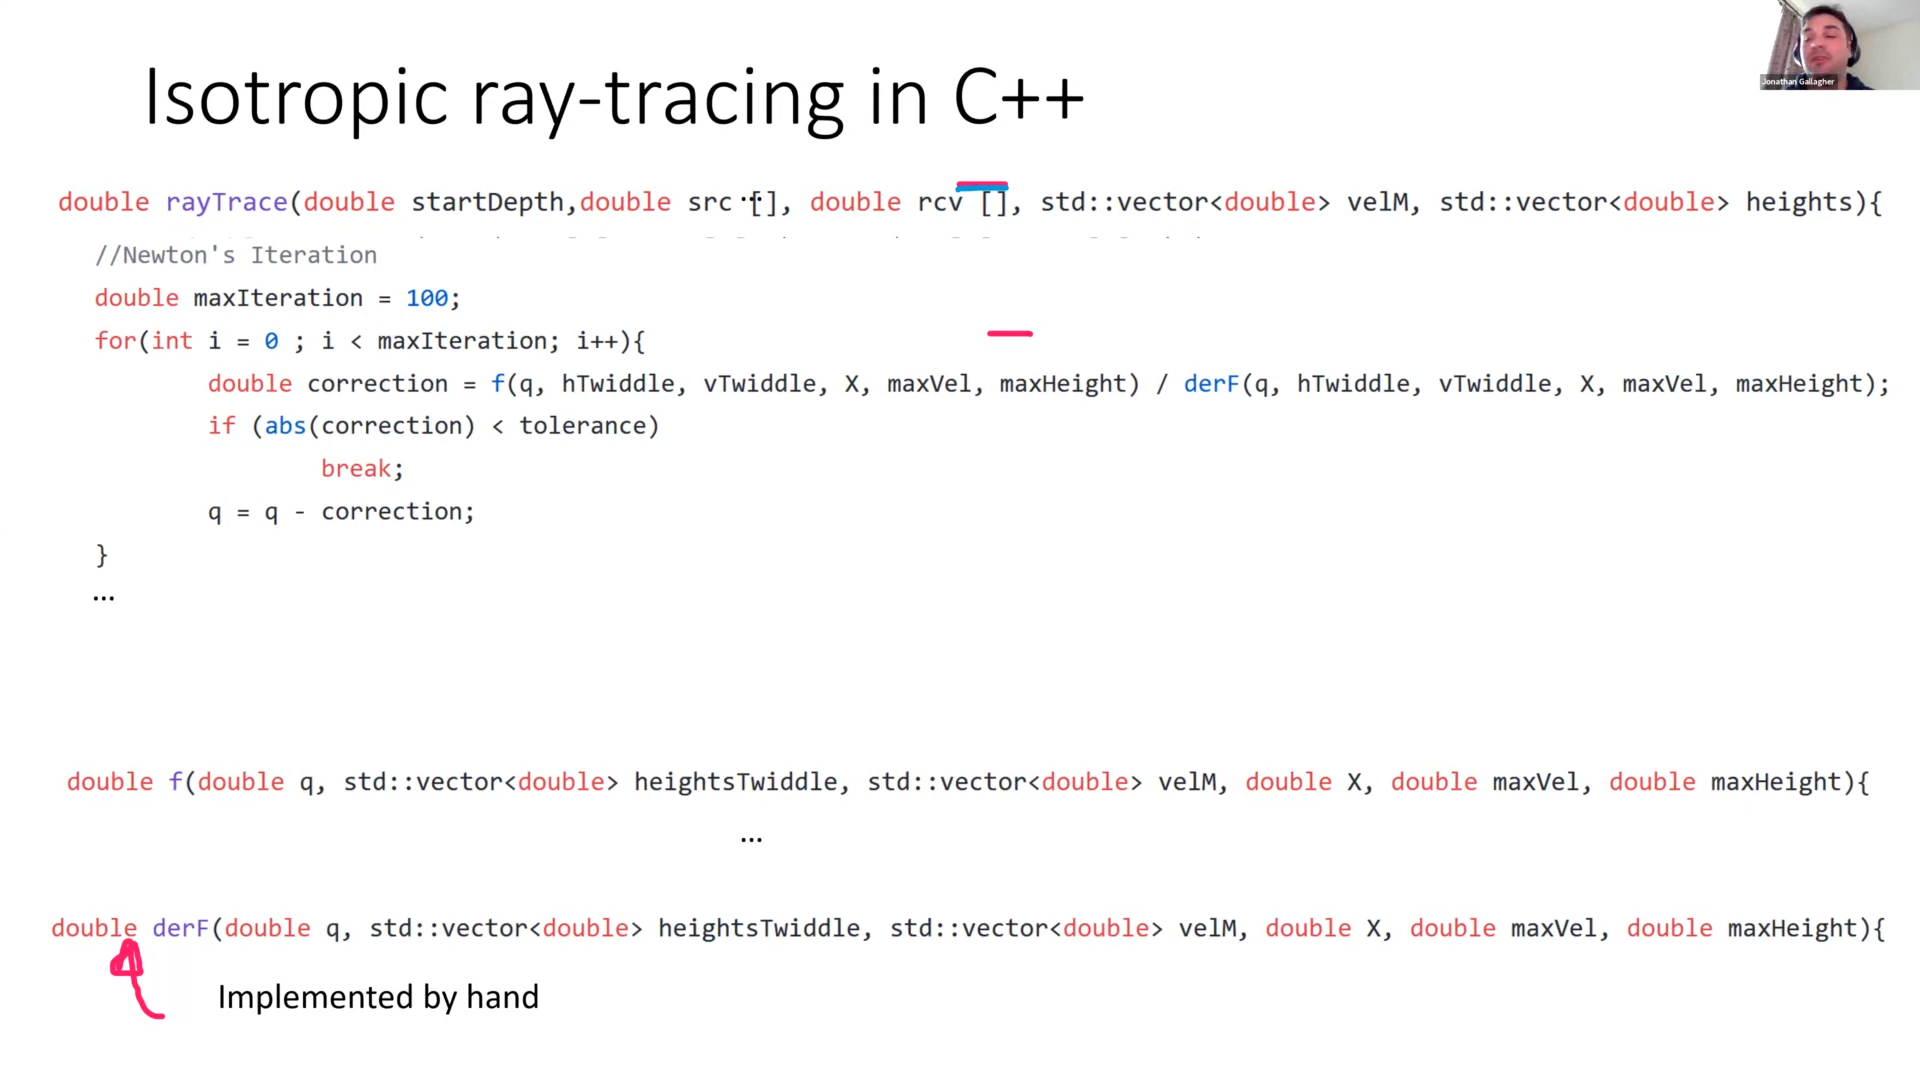 Jonathan Gallagher
Isotropic ray-tracing in C++
double rayTrace(double startDepth,double src [], double rcv [], std::vector<double> velM, std::vector<double> heights){
//Newton's Iteration
double maxIteration = 100;
for(int i = 0 ; i < maxIteration; i++){
double correction = f(q, hTwiddle, vTwiddle, X, maxVel, maxHeight) / derF(q, hTwiddle, vTwiddle, X, maxVel, maxHeight);
if (abs(correction) < tolerance)
break;
q = q - correction;
}
...
double f(double q, std::vector<double> heightsTwiddle, std::vector<double> velM, double X, double maxVel, double maxHeight){
...
double derF(double q, std::vector<double> heightsTwiddle, std::vector<double> velM, double X, double maxVel, double maxHeight){
Implemented by hand